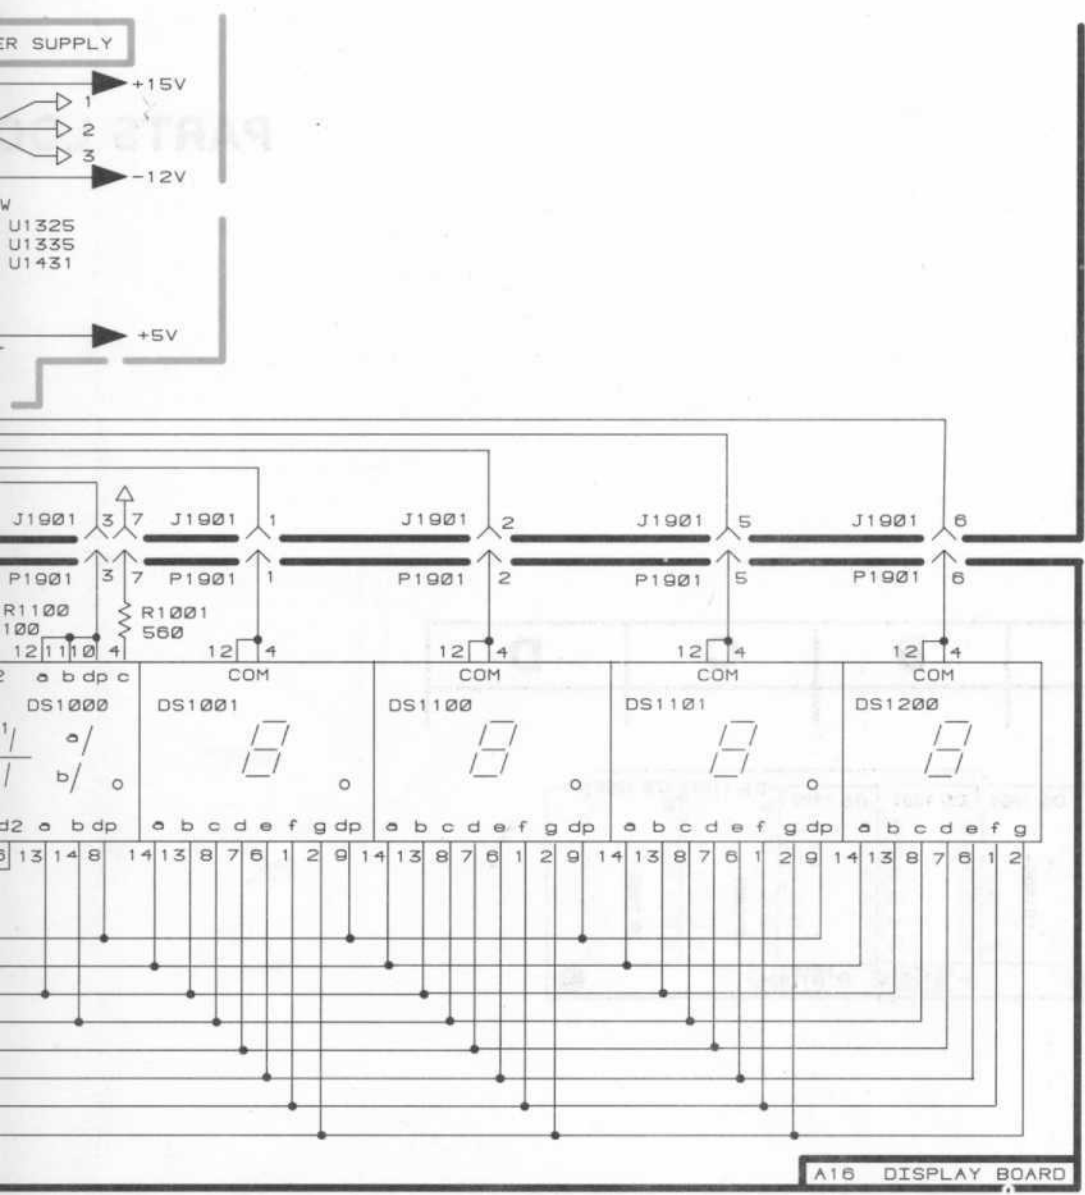 ER SUPPLY
+15V
1
2
3
-12V
W
U1325
U1335
U1431
+5V
J1901 3 7 J1901 1 J1901 2 J1901 5 J1901 6
P1901 3 7 P1901 1 P1901 2 P1901 5 P1901 6
R1100 R1001
100 560
12 11 10 4 12 4 12 4 12 4 12 4
a b dp c COM COM COM COM
DS1000 DS1001 DS1100 DS1101 DS1200
a
b
d2 a b dp a b c d e f g dp a b c d e f g dp a b c d e f g dp a b c d e f g
13 14 8 14 13 8 7 6 1 2 9 14 13 8 7 6 1 2 9 14 13 8 7 6 1 2 9 14 13 8 7 6 1 2
A16 DISPLAY BOARD